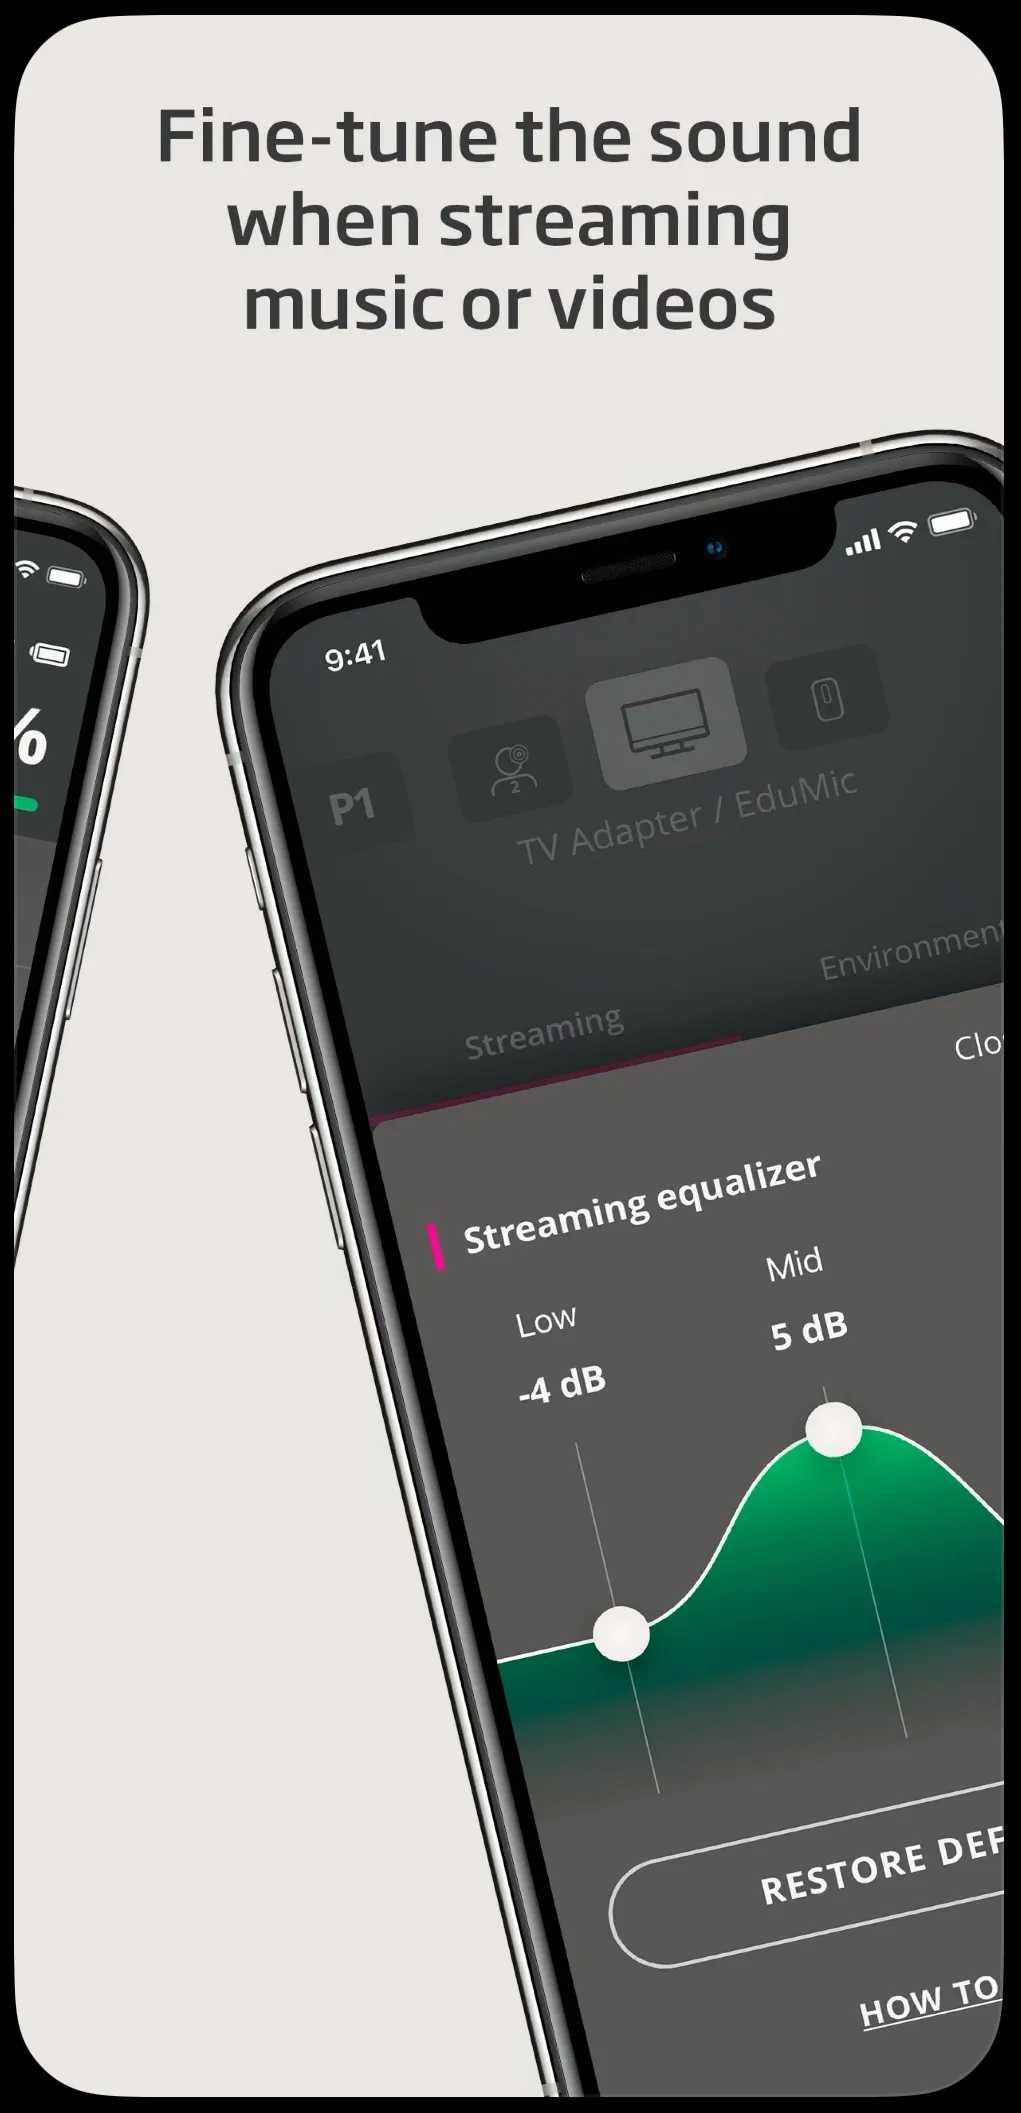 Fine-tune the sound
when streaming
music or videos
9:41
%
P1
2
TV Adapter / EduMic
Streaming
Environment
Clo
Streaming equalizer
Low
Mid
-4 dB
5 dB
RESTORE DEF
HOW TO